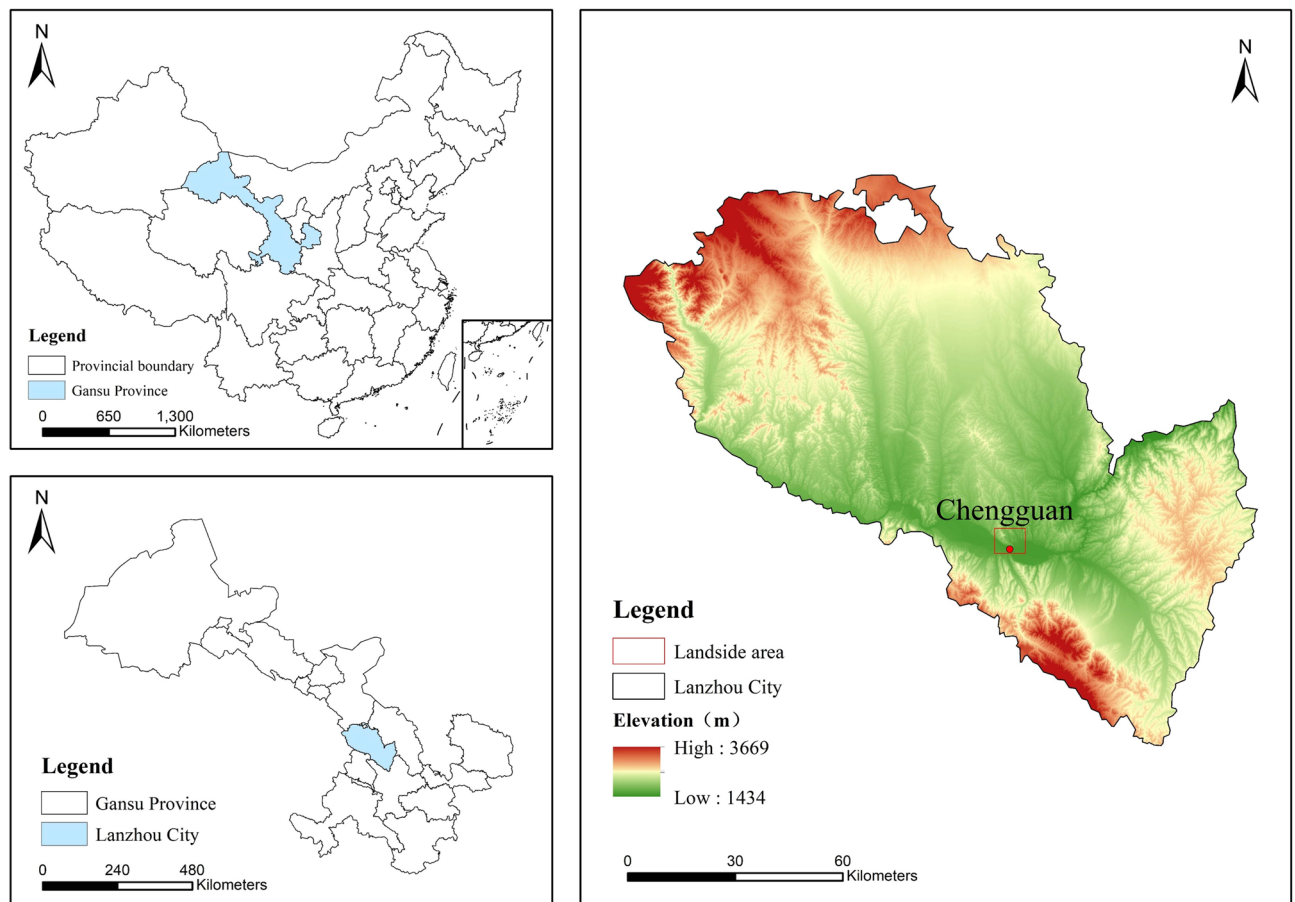 N
Legend
Provincial boundary
Gansu Province
0 650 1,300
Kilometers
N
Legend
Gansu Province
Lanzhou City
0 240 480
Kilometers
N
Chengguan
Legend
Landside area
Lanzhou City
Elevation（m）
High : 3669
Low : 1434
0 30 60
Kilometers